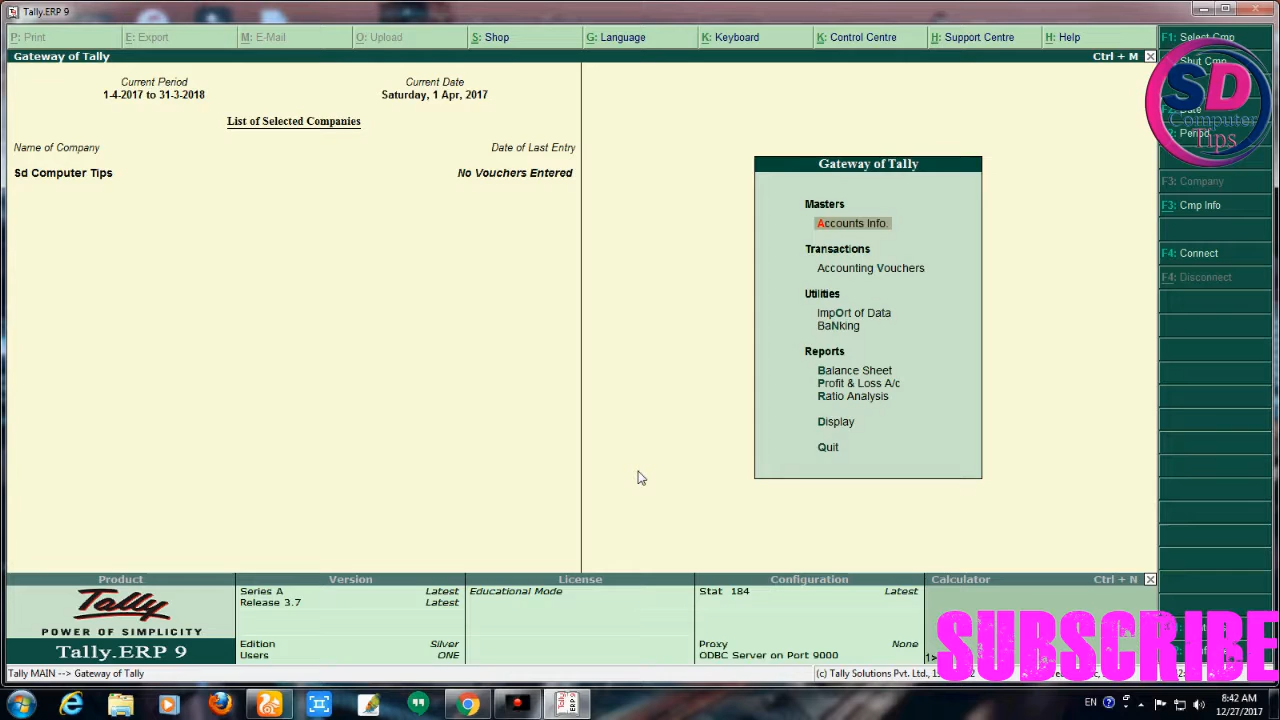 Tally.ERP 9
P: Print
E: Export
M: E-Mail
O: Upload
S: Shop
G: Language
K: Keyboard
K: Control Centre
H: Support Centre
H: Help
F1: Select Cmp
Gateway of Tally
Ctrl + M
Shut Cmp
Current Period
Current Date
1-4-2017 to 31-3-2018
Saturday, 1 Apr, 2017
F2: Date
Period
SD
Computer
Tips
List of Selected Companies
Name of Company
Date of Last Entry
Sd Computer Tips
No Vouchers Entered
Gateway of Tally
Masters
Accounts Info.
Transactions
Accounting Vouchers
Utilities
ImpOrt of Data
BaNking
Reports
Balance Sheet
Profit & Loss A/c
Ratio Analysis
Display
Quit
F3: Company
F3: Cmp Info
F4: Connect
F4: Disconnect
Product
Version
License
Configuration
Calculator
Ctrl + N
Tally
POWER OF SIMPLICITY
Tally.ERP 9
Series A
Latest
Release 3.7
Latest
Edition
Silver
Users
ONE
Educational Mode
Stat 184
Latest
Proxy
None
ODBC Server on Port 9000
1>
SUBSCRIBE
Tally MAIN --> Gateway of Tally
(c) Tally Solutions Pvt. Ltd.,
EN
8:42 AM
12/27/2017